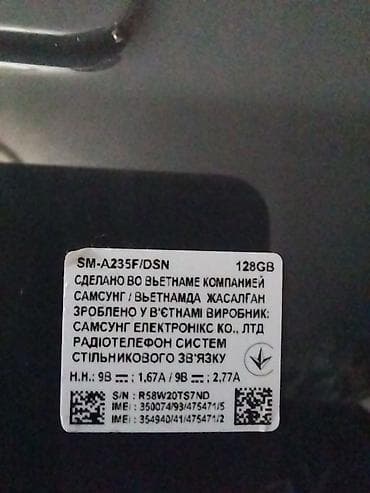 SM-A235F/DSN 128GB
СДЕЛАНО ВО ВЬЕТНАМЕ КОМПАНИЕЙ
САМСУНГ / ВЬЕТНАМДА ЖАСАЛҒАН
ЗРОБЛЕНО У В'ЄТНАМІ ВИРОБНИК:
САМСУНГ ЕЛЕКТРОНІКС КО., ЛТД
РАДІОТЕЛЕФОН СИСТЕМ
СТІЛЬНИКОВОГО ЗВ'ЯЗКУ
H.H.: 9В ⎓; 1,67А / 9В ⎓; 2,77А
S/N : R58W20TS7ND
IMEI : 350074/93/475471/5
IMEI : 354940/41/475471/2